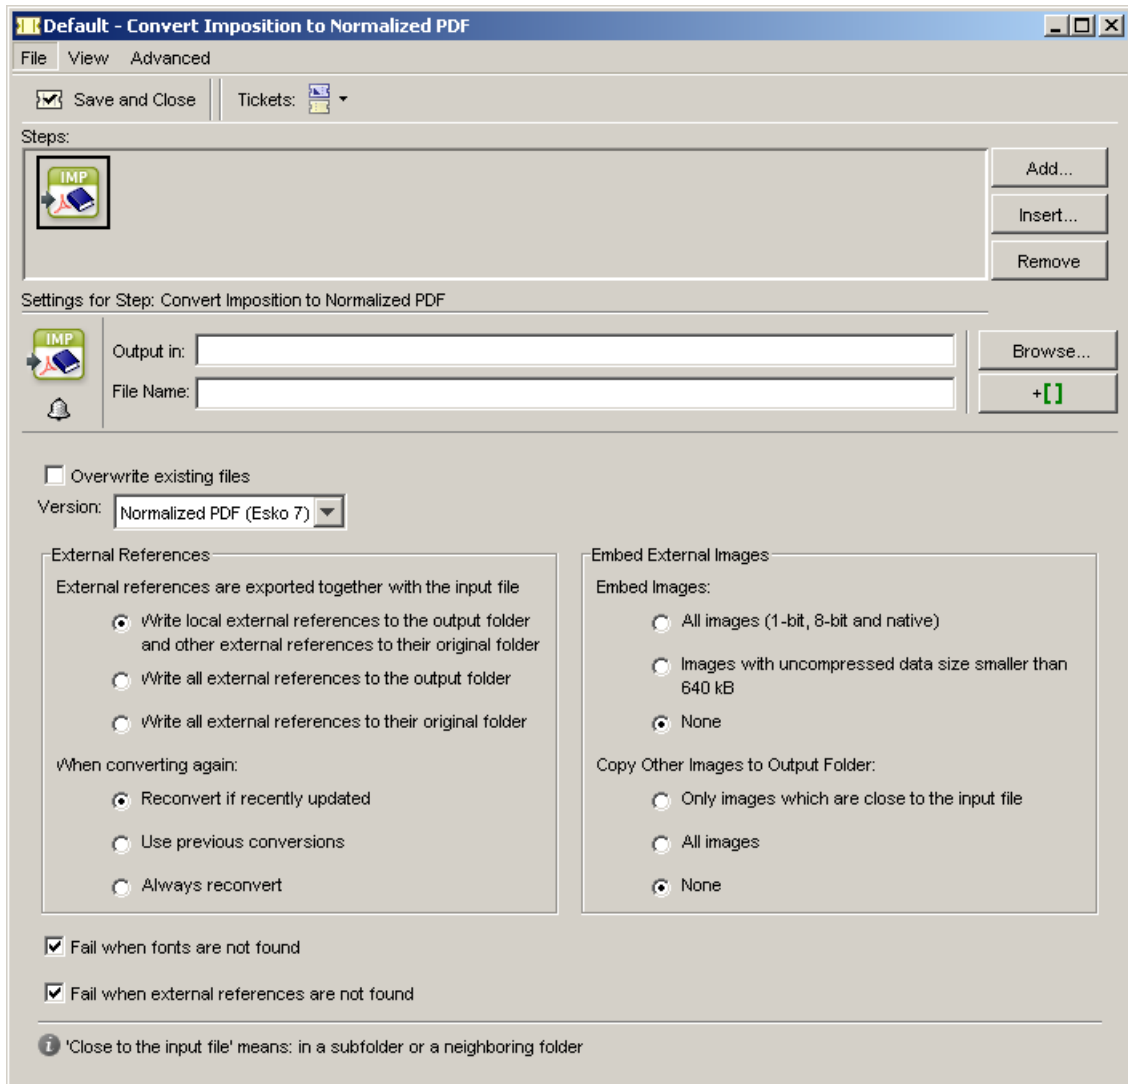 Default - Convert Imposition to Normalized PDF
File View Advanced
Save and Close Tickets:
Steps:
IMP
Add...
Insert...
Remove
Settings for Step: Convert Imposition to Normalized PDF
IMP
Output in:
Browse...
File Name:
+[]
Overwrite existing files
Version: Normalized PDF (Esko 7)
External References
External references are exported together with the input file
Write local external references to the output folder
and other external references to their original folder
Write all external references to the output folder
Write all external references to their original folder
When converting again:
Reconvert if recently updated
Use previous conversions
Always reconvert
Embed External Images
Embed Images:
All images (1-bit, 8-bit and native)
Images with uncompressed data size smaller than
640 kB
None
Copy Other Images to Output Folder:
Only images which are close to the input file
All images
None
Fail when fonts are not found
Fail when external references are not found
'Close to the input file' means: in a subfolder or a neighboring folder